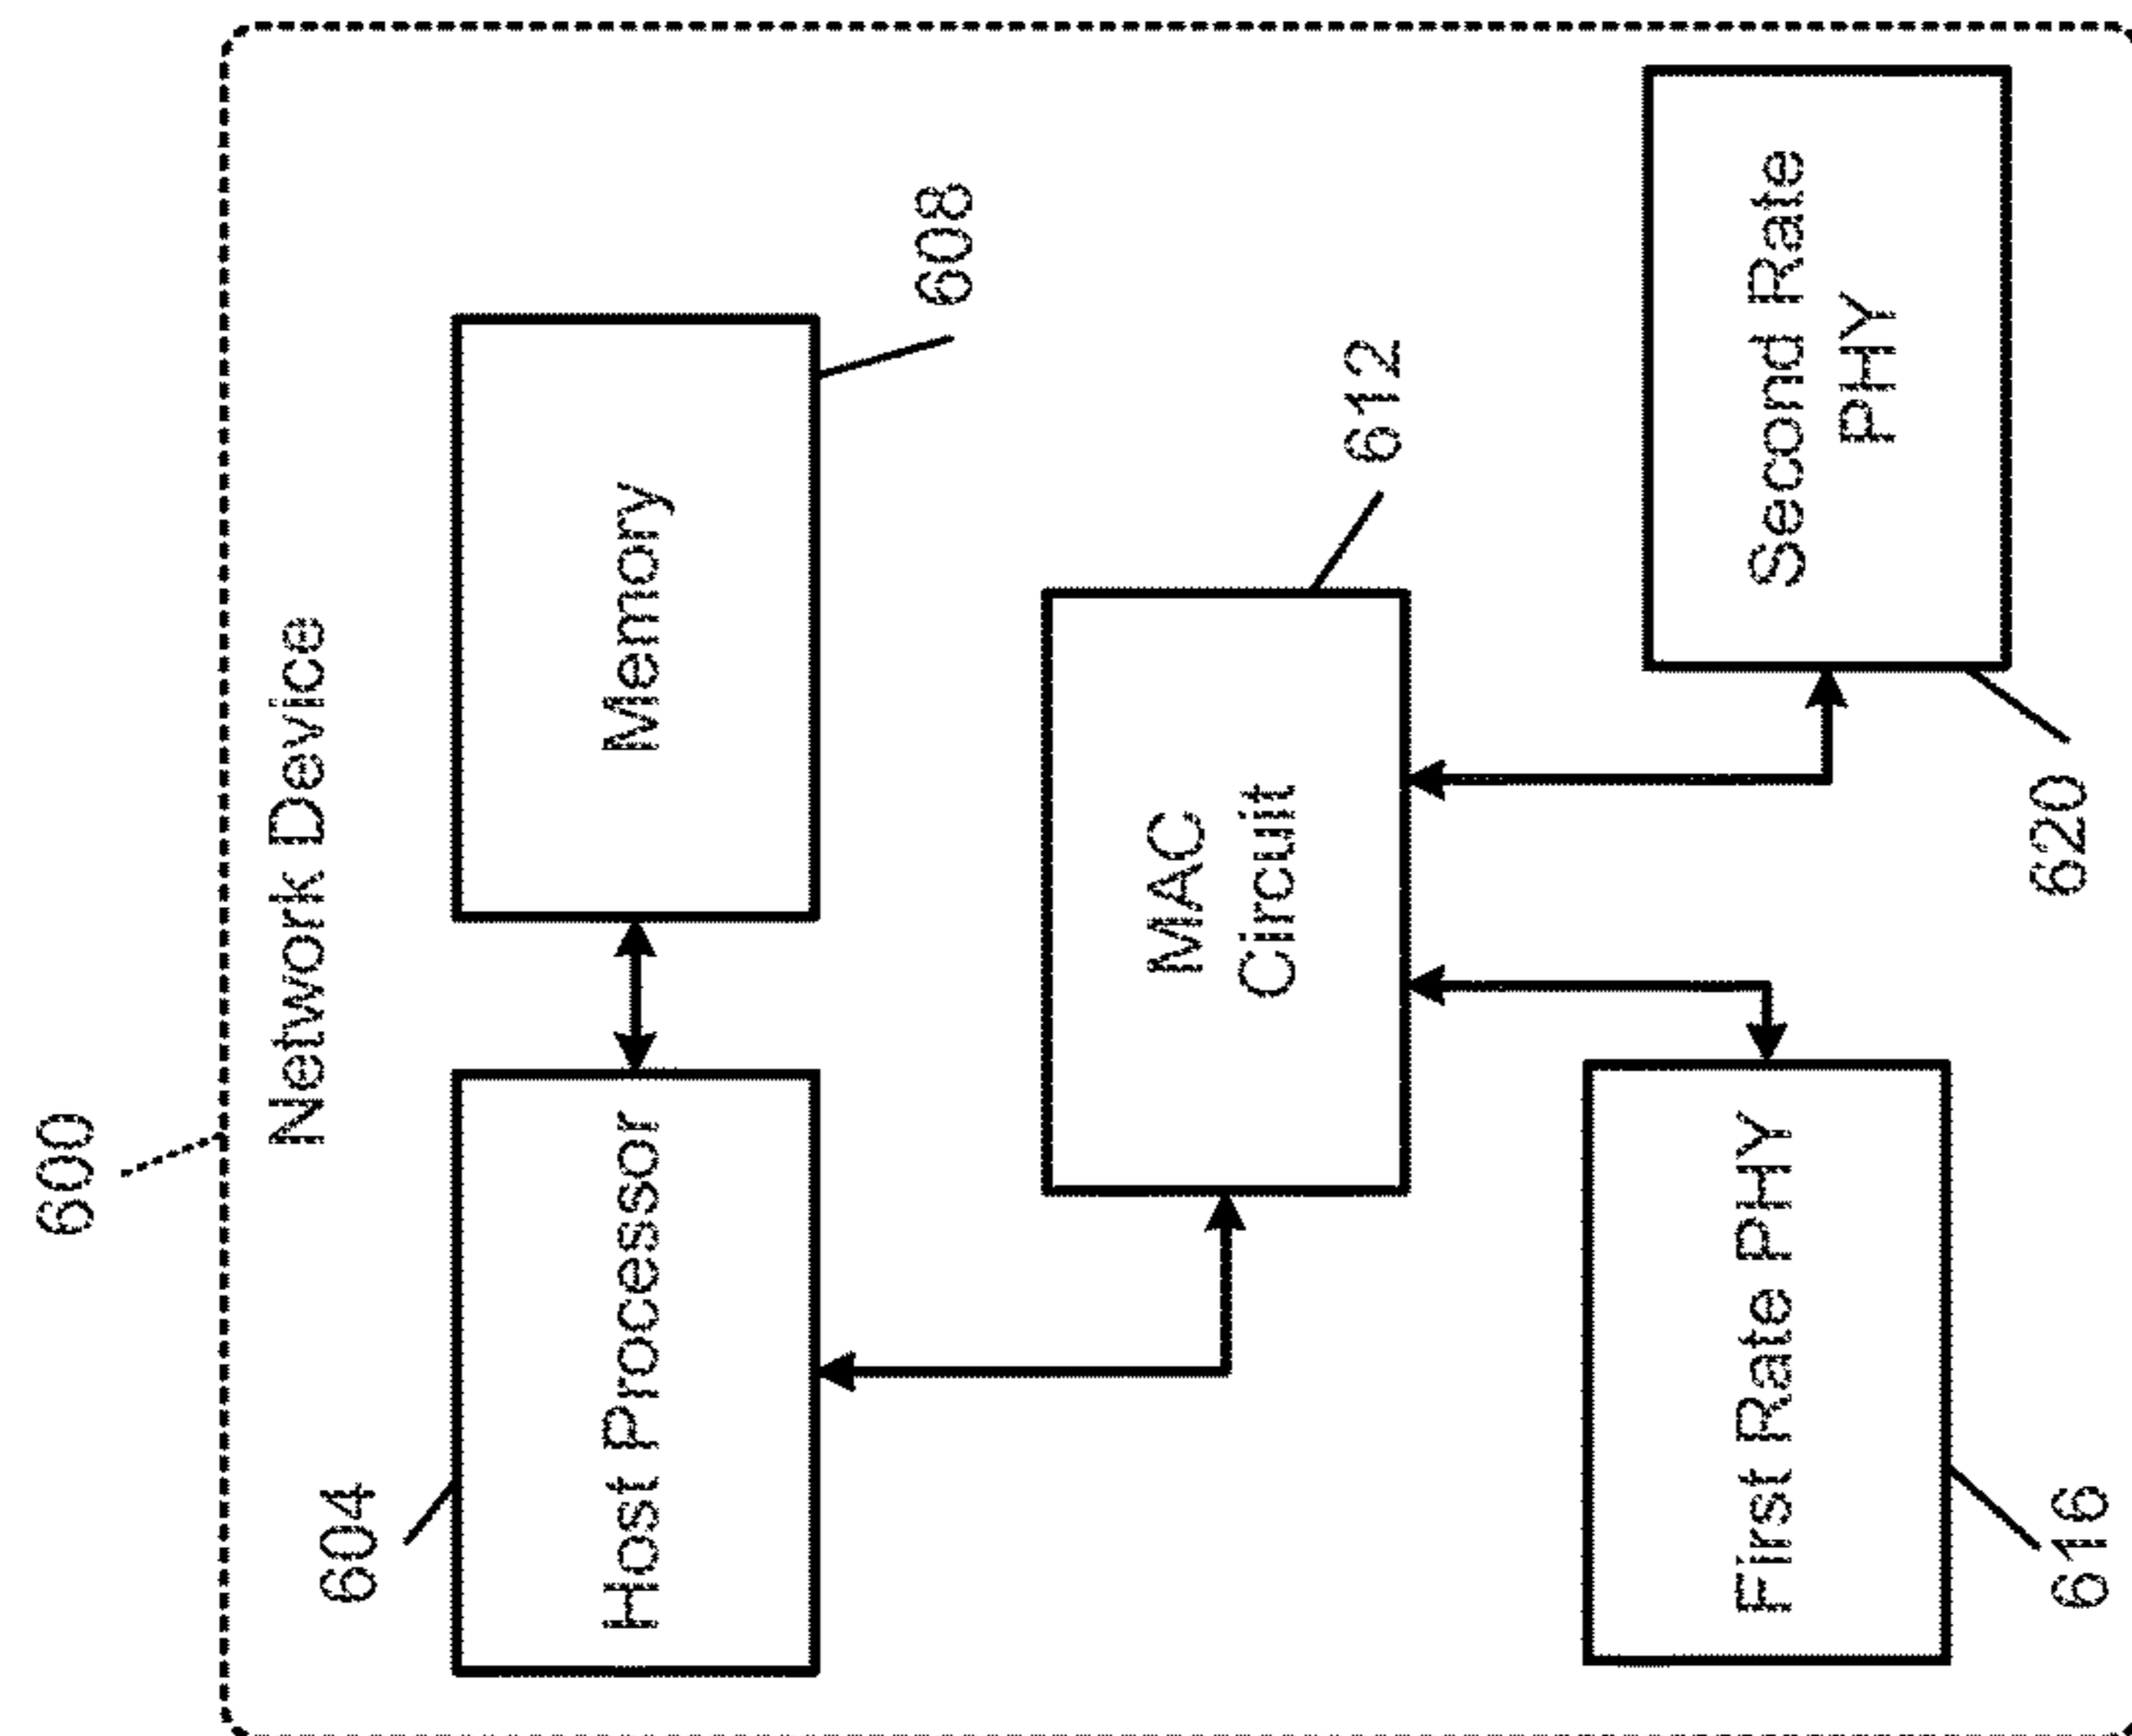 600
Network Device
604
Host Processor
Memory
608
MAC
Circuit
612
First Rate PHY
616
Second Rate
PHY
620